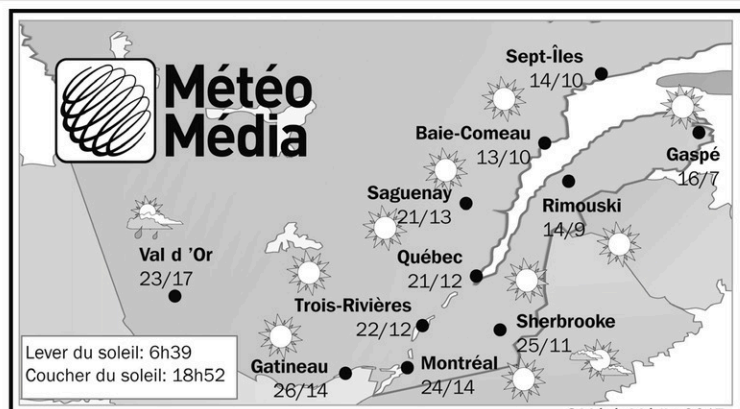 Météo
Média
Sept-Îles
14/10
Baie-Comeau
13/10
Gaspé
16/7
Saguenay
21/13
Rimouski
14/9
Val d 'Or
23/17
Québec
21/12
Trois-Rivières
22/12
Sherbrooke
25/11
Lever du soleil: 6h39
Coucher du soleil: 18h52
Gatineau
26/14
Montréal
24/14